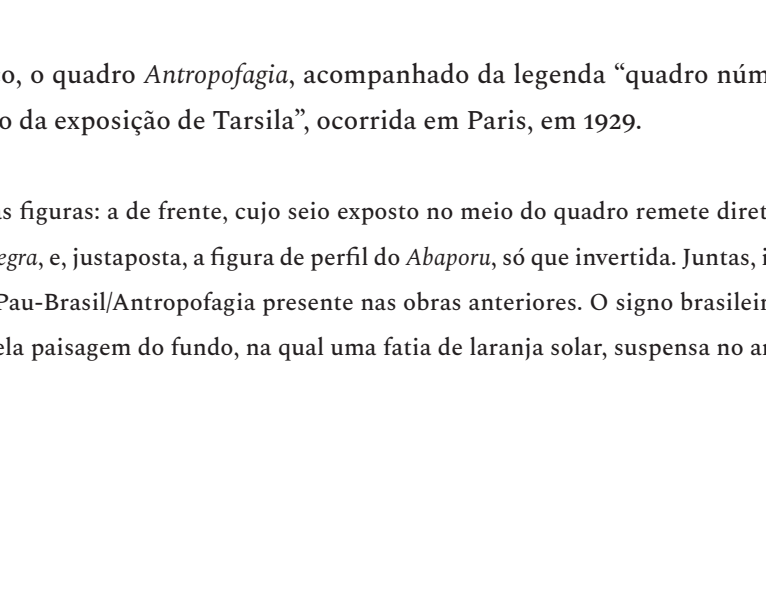 o, o quadro Antropofagia, acompanhado da legenda “quadro núm
o da exposição de Tarsila”, ocorrida em Paris, em 1929.
s figuras: a de frente, cujo seio exposto no meio do quadro remete diret
egra, e, justaposta, a figura de perfil do Abaporu, só que invertida. Juntas, i
Pau-Brasil/Antropofagia presente nas obras anteriores. O signo brasilei
ela paisagem do fundo, na qual uma fatia de laranja solar, suspensa no a